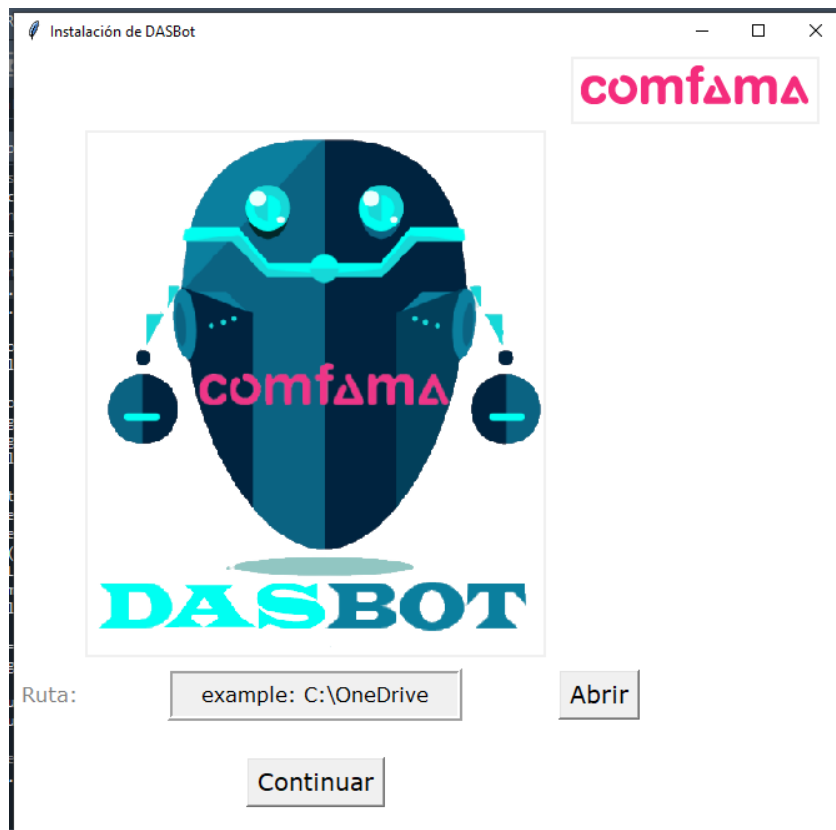 Instalación de DASBot
comfama
comfama
DASBOT
Ruta: example: C:\OneDrive Abrir
Continuar